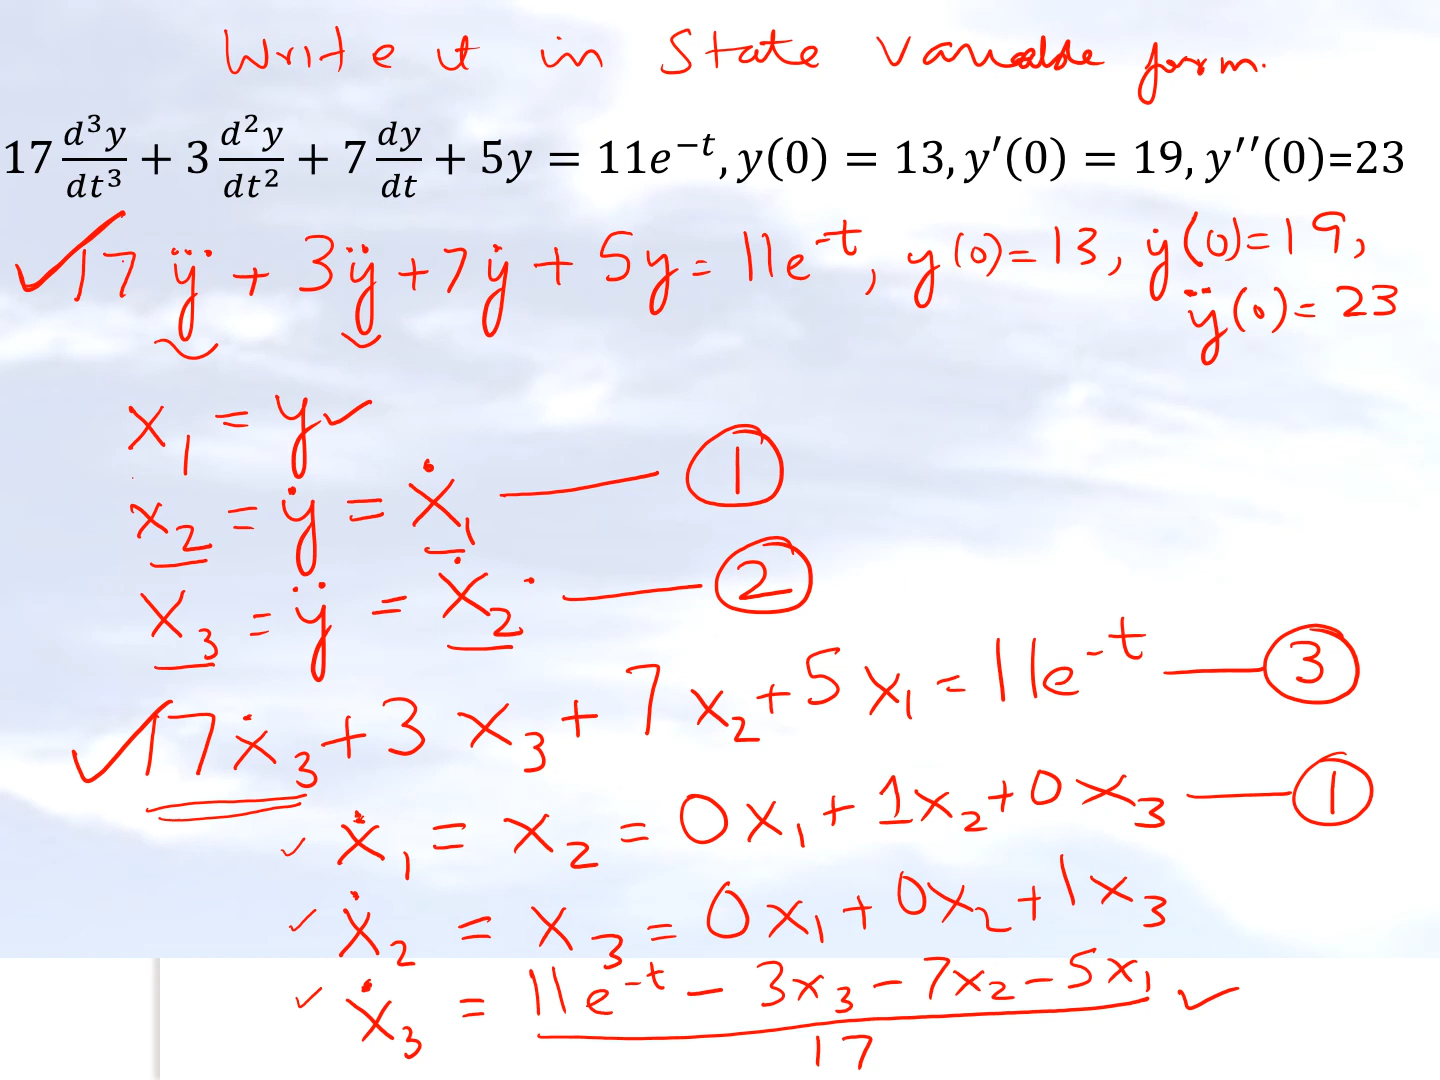 Write it in State Variable form.
17 d³y/dt³ + 3 d²y/dt² + 7 dy/dt + 5y = 11e⁻ᵗ, y(0) = 13, y′(0) = 19, y′′(0)=23
✓17 y⃛ + 3ÿ + 7ẏ + 5y = 11e⁻ᵗ, y(0) = 13, ẏ(0) = 19,
ÿ(0) = 23
x₁ = y ✓
x₂ = ẏ = ẋ₁ —— ①
x₃ = ÿ = ẋ₂ —— ②
✓17ẋ₃ + 3x₃ + 7x₂ + 5x₁ = 11e⁻ᵗ —— ③
✓ ẋ₁ = x₂ = 0x₁ + 1x₂ + 0x₃ —— ①
✓ ẋ₂ = x₃ = 0x₁ + 0x₂ + 1x₃
✓ ẋ₃ = 11e⁻ᵗ − 3x₃ − 7x₂ − 5x₁ ✓
17